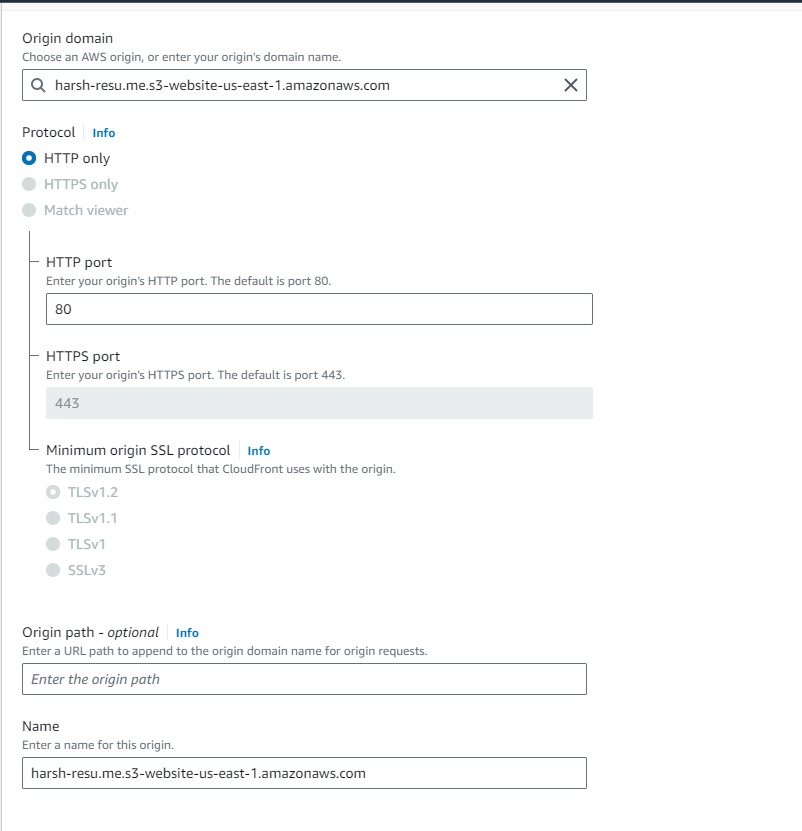 Origin domain
Choose an AWS origin, or enter your origin's domain name.
harsh-resu.me.s3-website-us-east-1.amazonaws.com
Protocol Info
HTTP only
HTTPS only
Match viewer
HTTP port
Enter your origin's HTTP port. The default is port 80.
80
HTTPS port
Enter your origin's HTTPS port. The default is port 443.
443
Minimum origin SSL protocol Info
The minimum SSL protocol that CloudFront uses with the origin.
TLSv1.2
TLSv1.1
TLSv1
SSLv3
Origin path - optional Info
Enter a URL path to append to the origin domain name for origin requests.
Enter the origin path
Name
Enter a name for this origin.
harsh-resu.me.s3-website-us-east-1.amazonaws.com